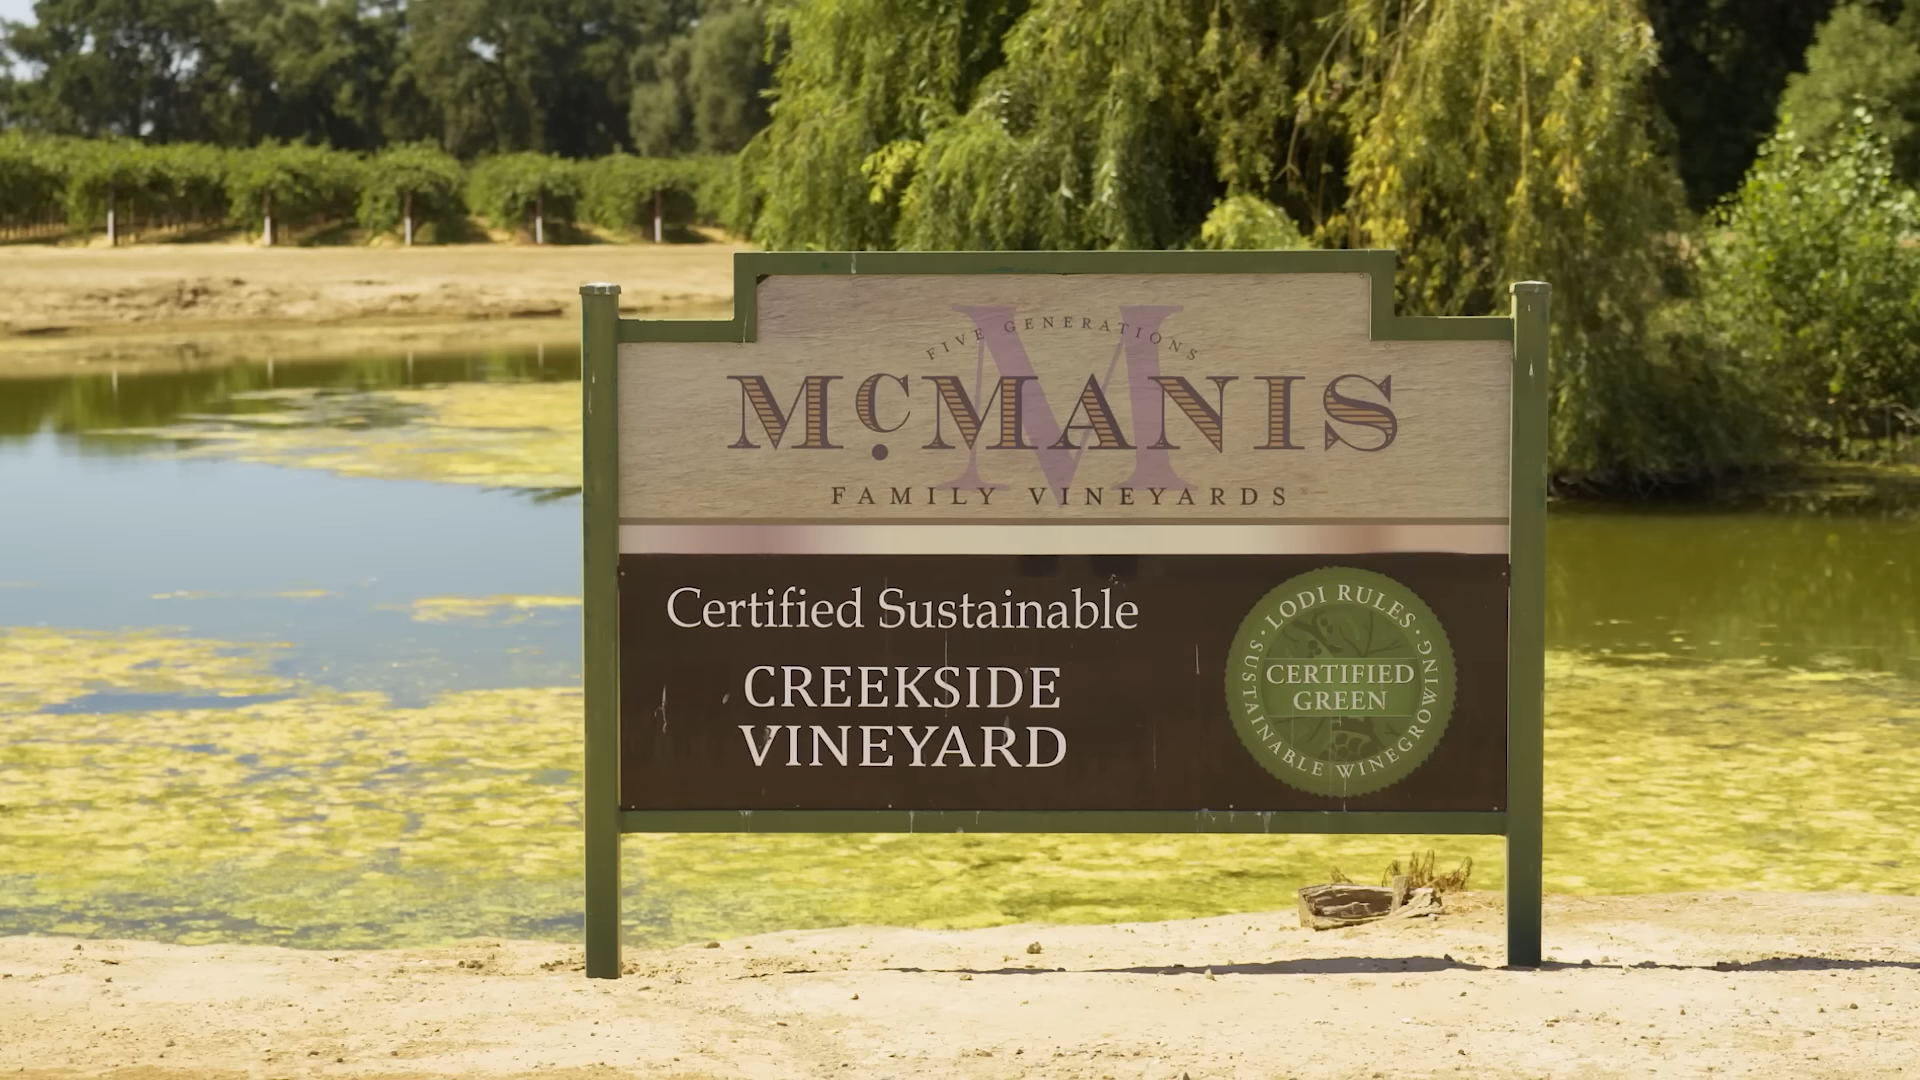 FIVE GENERATIONS
McMANIS
FAMILY VINEYARDS
Certified Sustainable
CREEKSIDE
VINEYARD
· LODI RULES ·
CERTIFIED
GREEN
SUSTAINABLE WINEGROWING